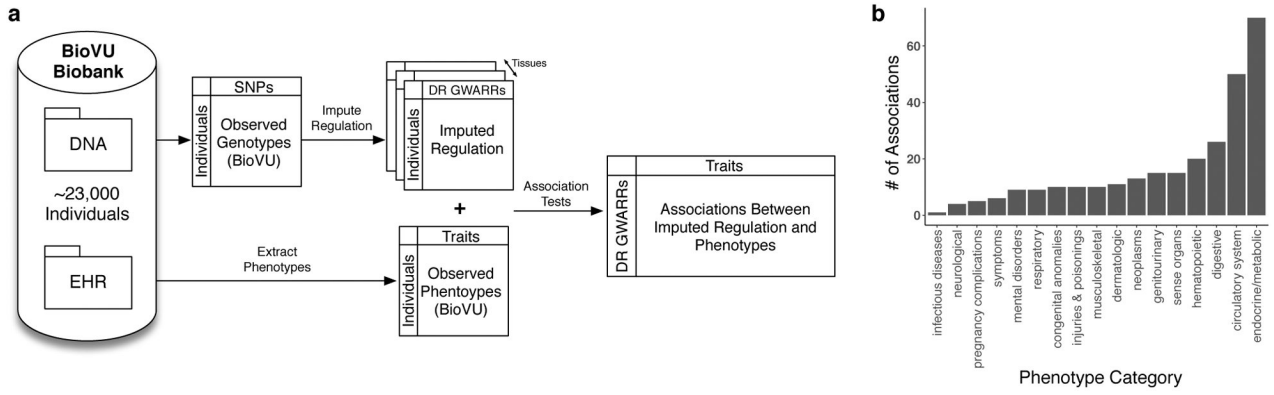 a
BioVU
Biobank
DNA
~23,000
Individuals
EHR
SNPs
Individuals
Observed
Genotypes
(BioVU)
Impute
Regulation
Tissues
DR GWARRs
Individuals
Imputed
Regulation
+
Extract
Phenotypes
Traits
Individuals
Observed
Phentoypes
(BioVU)
Association
Tests
Traits
DR GWARRs
Associations Between
Imputed Regulation and
Phenotypes
b
# of Associations
60
40
20
0
infectious diseases
neurological
pregnancy complications
symptoms
mental disorders
respiratory
congenital anomalies
injuries & poisonings
musculoskeletal
dermatologic
neoplasms
genitourinary
sense organs
hematopoietic
digestive
circulatory system
endocrine/metabolic
Phenotype Category